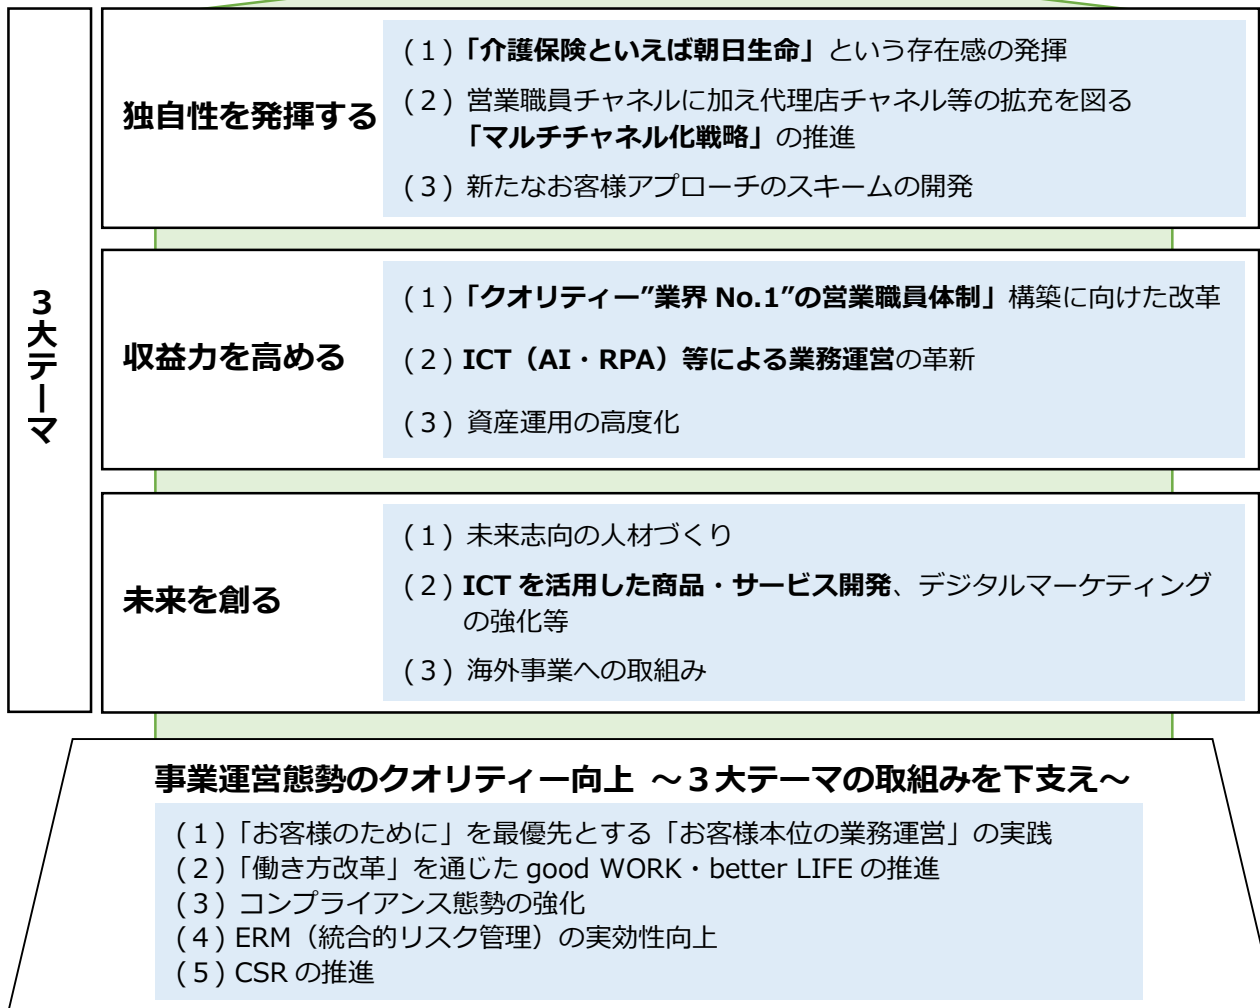 3大テーマ
独自性を発揮する
(1)「介護保険といえば朝日生命」という存在感の発揮
(2)営業職員チャネルに加え代理店チャネル等の拡充を図る
「マルチチャネル化戦略」の推進
(3)新たなお客様アプローチのスキームの開発
収益力を高める
(1)「クオリティー”業界 No.1”の営業職員体制」構築に向けた改革
(2)ICT(AI・RPA)等による業務運営の革新
(3)資産運用の高度化
未来を創る
(1)未来志向の人材づくり
(2)ICT を活用した商品・サービス開発、デジタルマーケティング
の強化等
(3)海外事業への取組み
事業運営態勢のクオリティー向上 ~3大テーマの取組みを下支え~
(1)「お客様のために」を最優先とする「お客様本位の業務運営」の実践
(2)「働き方改革」を通じた good WORK・better LIFE の推進
(3)コンプライアンス態勢の強化
(4)ERM(統合的リスク管理)の実効性向上
(5)CSR の推進